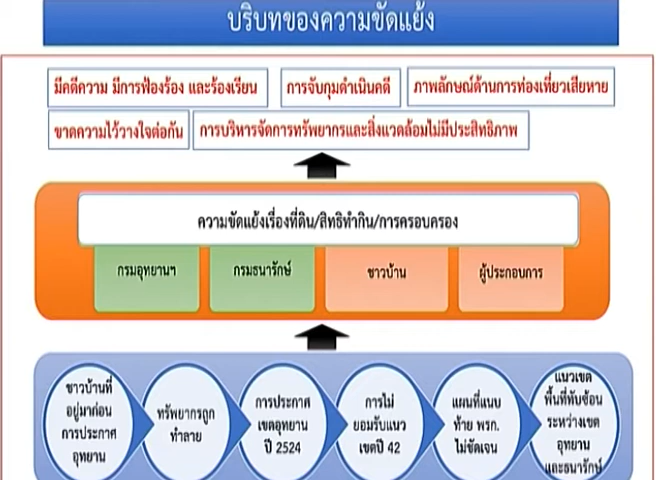 บริบทของความขัดแย้ง
มีคดีความ มีการฟ้องร้อง และร้องเรียน
การจับกุมดำเนินคดี
ภาพลักษณ์ด้านการท่องเที่ยวเสียหาย
ขาดความไว้วางใจต่อกัน
การบริหารจัดการทรัพยากรและสิ่งแวดล้อมไม่มีประสิทธิภาพ
ความขัดแย้งเรื่องที่ดิน/สิทธิทำกิน/การครอบครอง
กรมอุทยานฯ
กรมธนารักษ์
ชาวบ้าน
ผู้ประกอบการ
ชาวบ้านที่
อยู่มาก่อน
การประกาศ
อุทยาน
ทรัพยากรถูก
ทำลาย
การประกาศ
เขตอุทยาน
ปี 2524
การไม่
ยอมรับแนว
เขตปี 42
แผนที่แนบ
ท้าย พรก.
ไม่ชัดเจน
แนวเขต
พื้นที่ทับซ้อน
ระหว่างเขต
อุทยาน
และธนารักษ์